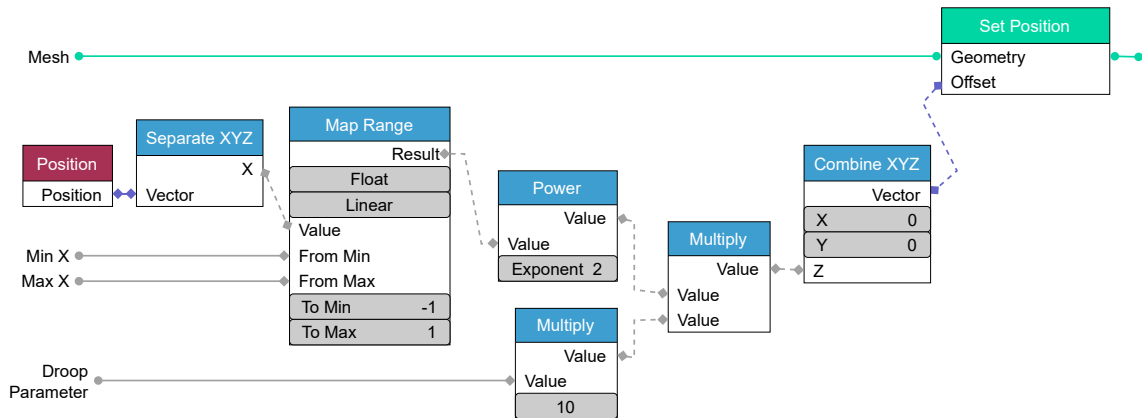 Set Position
Mesh
Geometry
Offset
Map Range
Separate XYZ
Position
X
Result
Combine XYZ
Float
Power
Position
Vector
Vector
Linear
Value
X 0
Value
Value
Multiply
Y 0
Min X
From Min
Exponent 2
Value
Z
Max X
From Max
Value
To Min -1
Value
To Max 1
Multiply
Value
Droop
Parameter
Value
10